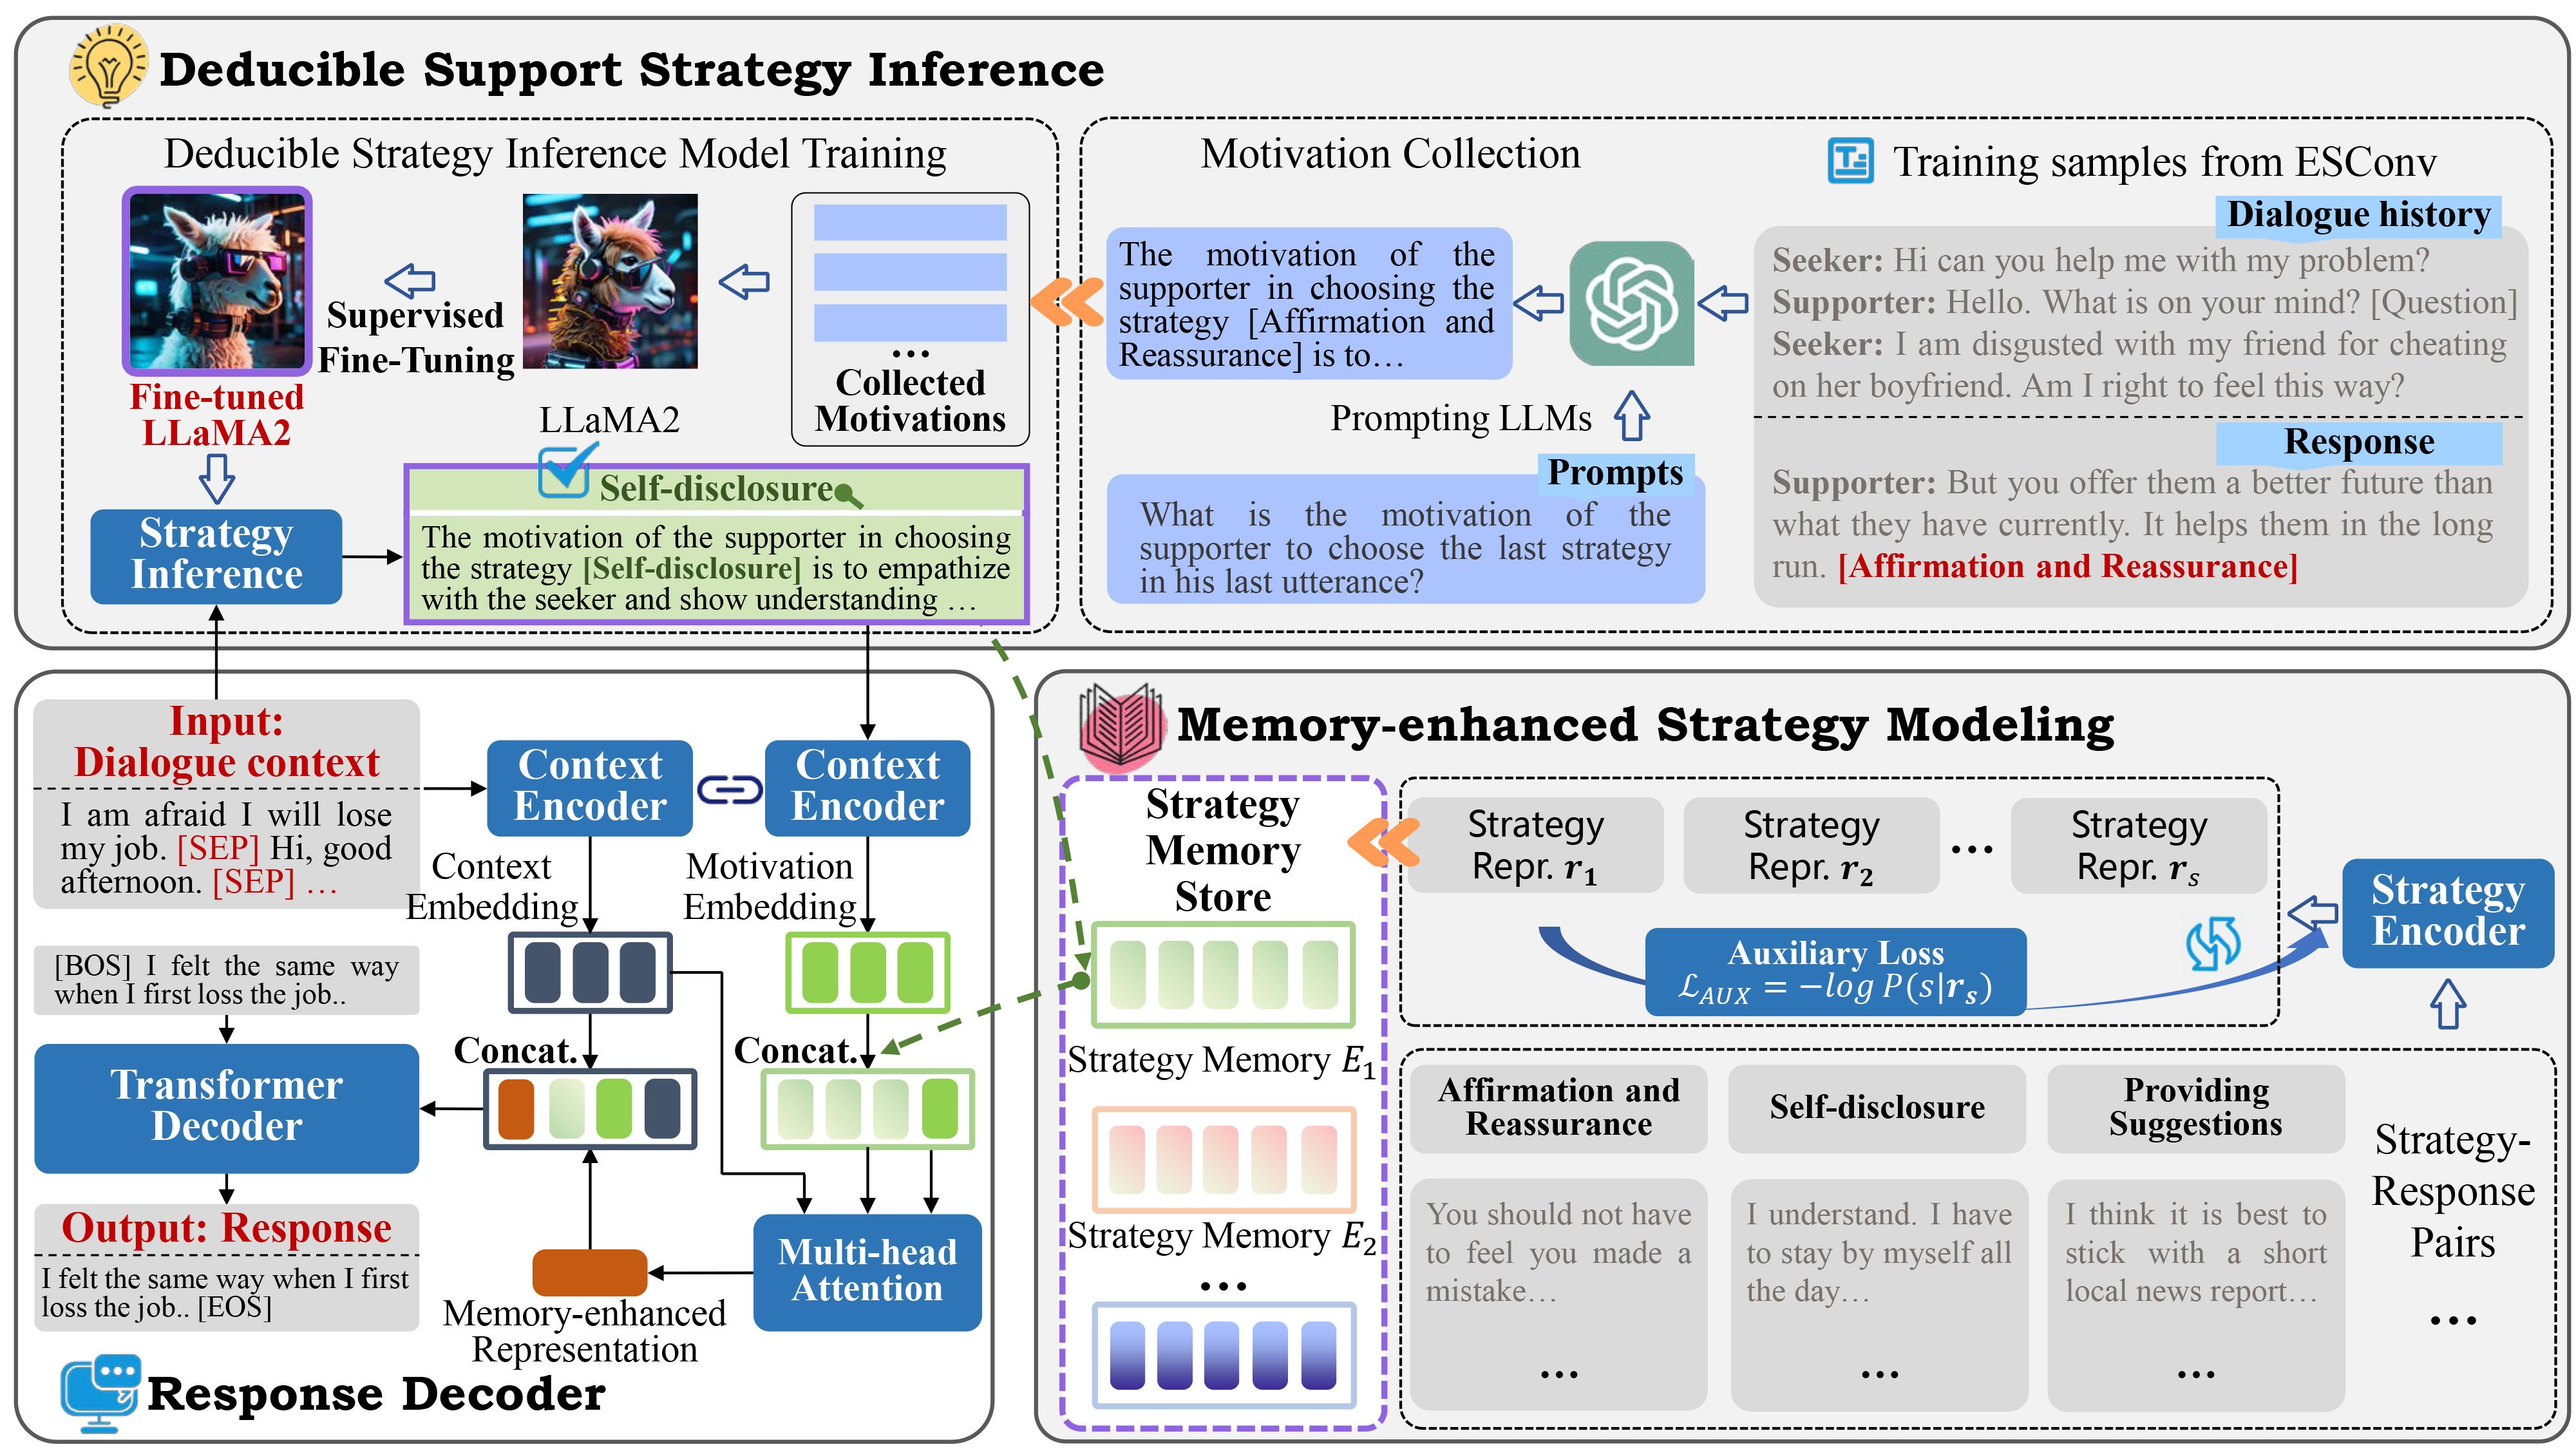 Deducible Support Strategy Inference
Deducible Strategy Inference Model Training
Fine-tuned
LLaMA2
Supervised
Fine-Tuning
LLaMA2
...
Collected
Motivations
Strategy
Inference
Self-disclosure
The motivation of the supporter in choosing
the strategy [Self-disclosure] is to empathize
with the seeker and show understanding …
Motivation Collection
The motivation of the
supporter in choosing the
strategy [Affirmation and
Reassurance] is to…
Prompting LLMs
Prompts
What is the motivation of the
supporter to choose the last strategy
in his last utterance?
Training samples from ESConv
Dialogue history
Seeker: Hi can you help me with my problem?
Supporter: Hello. What is on your mind? [Question]
Seeker: I am disgusted with my friend for cheating
on her boyfriend. Am I right to feel this way?
Response
Supporter: But you offer them a better future than
what they have currently. It helps them in the long
run. [Affirmation and Reassurance]
Input:
Dialogue context
I am afraid I will lose
my job. [SEP] Hi, good
afternoon. [SEP] …
Context
Encoder
Context
Encoder
Context
Embedding
Motivation
Embedding
[BOS] I felt the same way
when I first loss the job..
Concat.
Concat.
Transformer
Decoder
Output: Response
I felt the same way when I first
loss the job.. [EOS]
Multi-head
Attention
Memory-enhanced
Representation
Response Decoder
Memory-enhanced Strategy Modeling
Strategy
Memory
Store
Strategy Memory E1
Strategy Memory E2
...
Strategy
Repr. r1
Strategy
Repr. r2
...
Strategy
Repr. rs
Auxiliary Loss
ℒAUX = −log P(s|rs)
Strategy
Encoder
Affirmation and
Reassurance
Self-disclosure
Providing
Suggestions
You should not have
to feel you made a
mistake…
...
I understand. I have
to stay by myself all
the day…
...
I think it is best to
stick with a short
local news report…
...
Strategy-
Response
Pairs
...